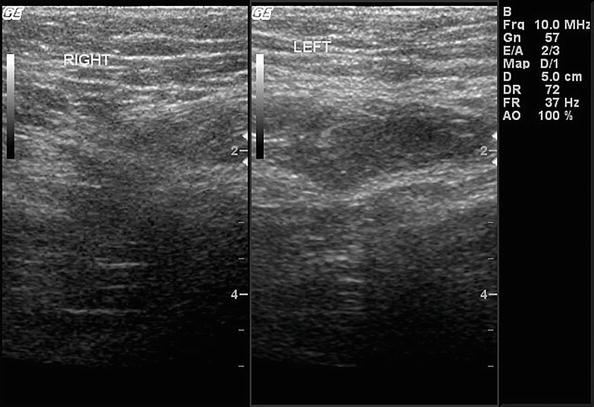 GE
RIGHT
2
4
GE
LEFT
2
4
B
Frq 10.0 MHz
Gn 57
E/A 2/3
Map D/1
D 5.0 cm
DR 72
FR 37 Hz
AO 100 %